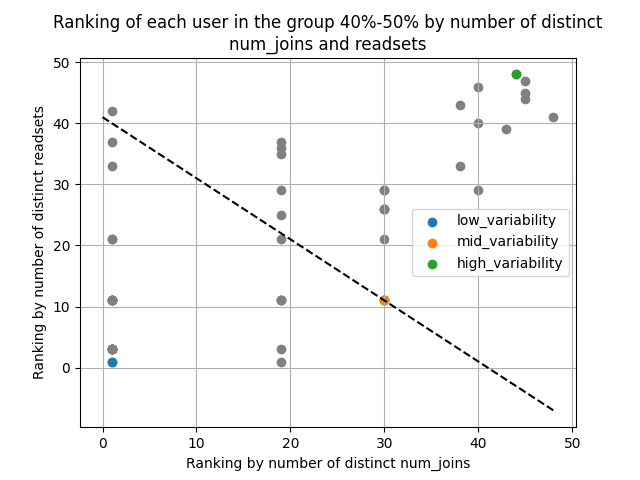 Ranking of each user in the group 40%-50% by number of distinct
num_joins and readsets
Ranking by number of distinct readsets
50
40
30
20
10
0
low_variability
mid_variability
high_variability
0 10 20 30 40 50
Ranking by number of distinct num_joins